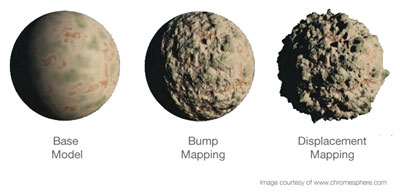 Base
Model
Bump
Mapping
Displacement
Mapping
Image courtesy of www.chromesphere.com